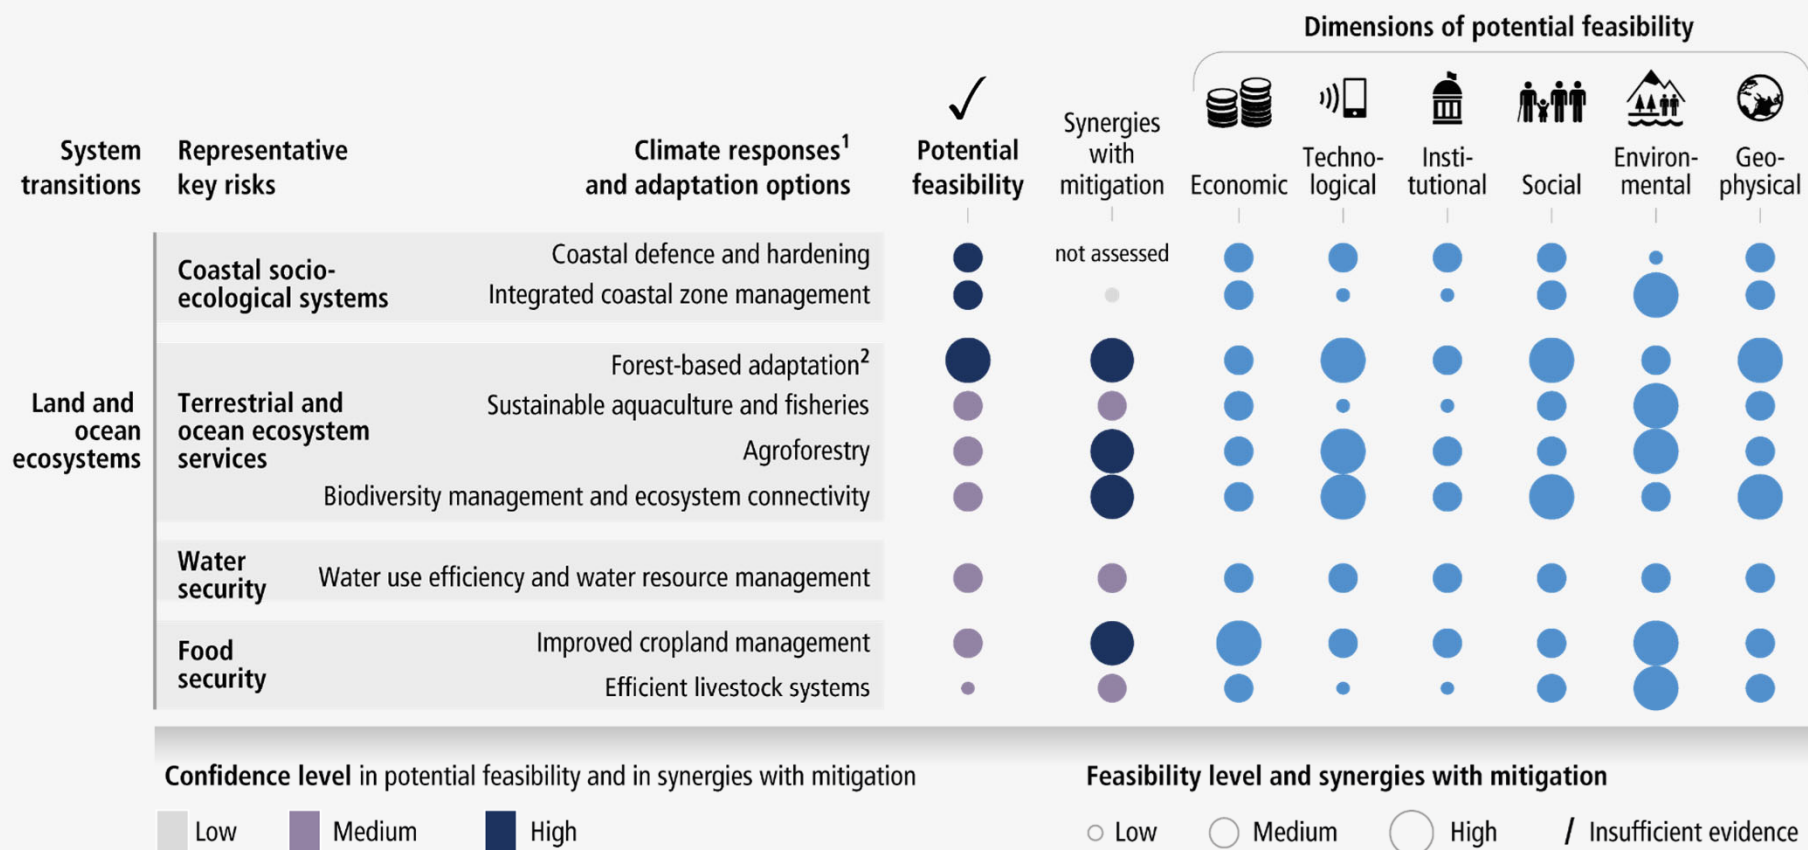 Dimensions of potential feasibility
System
transitions
Representative
key risks
Climate responses¹
and adaptation options
Potential
feasibility
Synergies
with
mitigation
Economic
Techno-
logical
Insti-
tutional
Social
Environ-
mental
Geo-
physical
Land and
ocean
ecosystems
Coastal socio-
ecological systems
Coastal defence and hardening
not assessed
Integrated coastal zone management
Terrestrial and
ocean ecosystem
services
Forest-based adaptation²
Sustainable aquaculture and fisheries
Agroforestry
Biodiversity management and ecosystem connectivity
Water
security
Water use efficiency and water resource management
Food
security
Improved cropland management
Efficient livestock systems
Confidence level in potential feasibility and in synergies with mitigation
Low
Medium
High
Feasibility level and synergies with mitigation
Low
Medium
High
/ Insufficient evidence